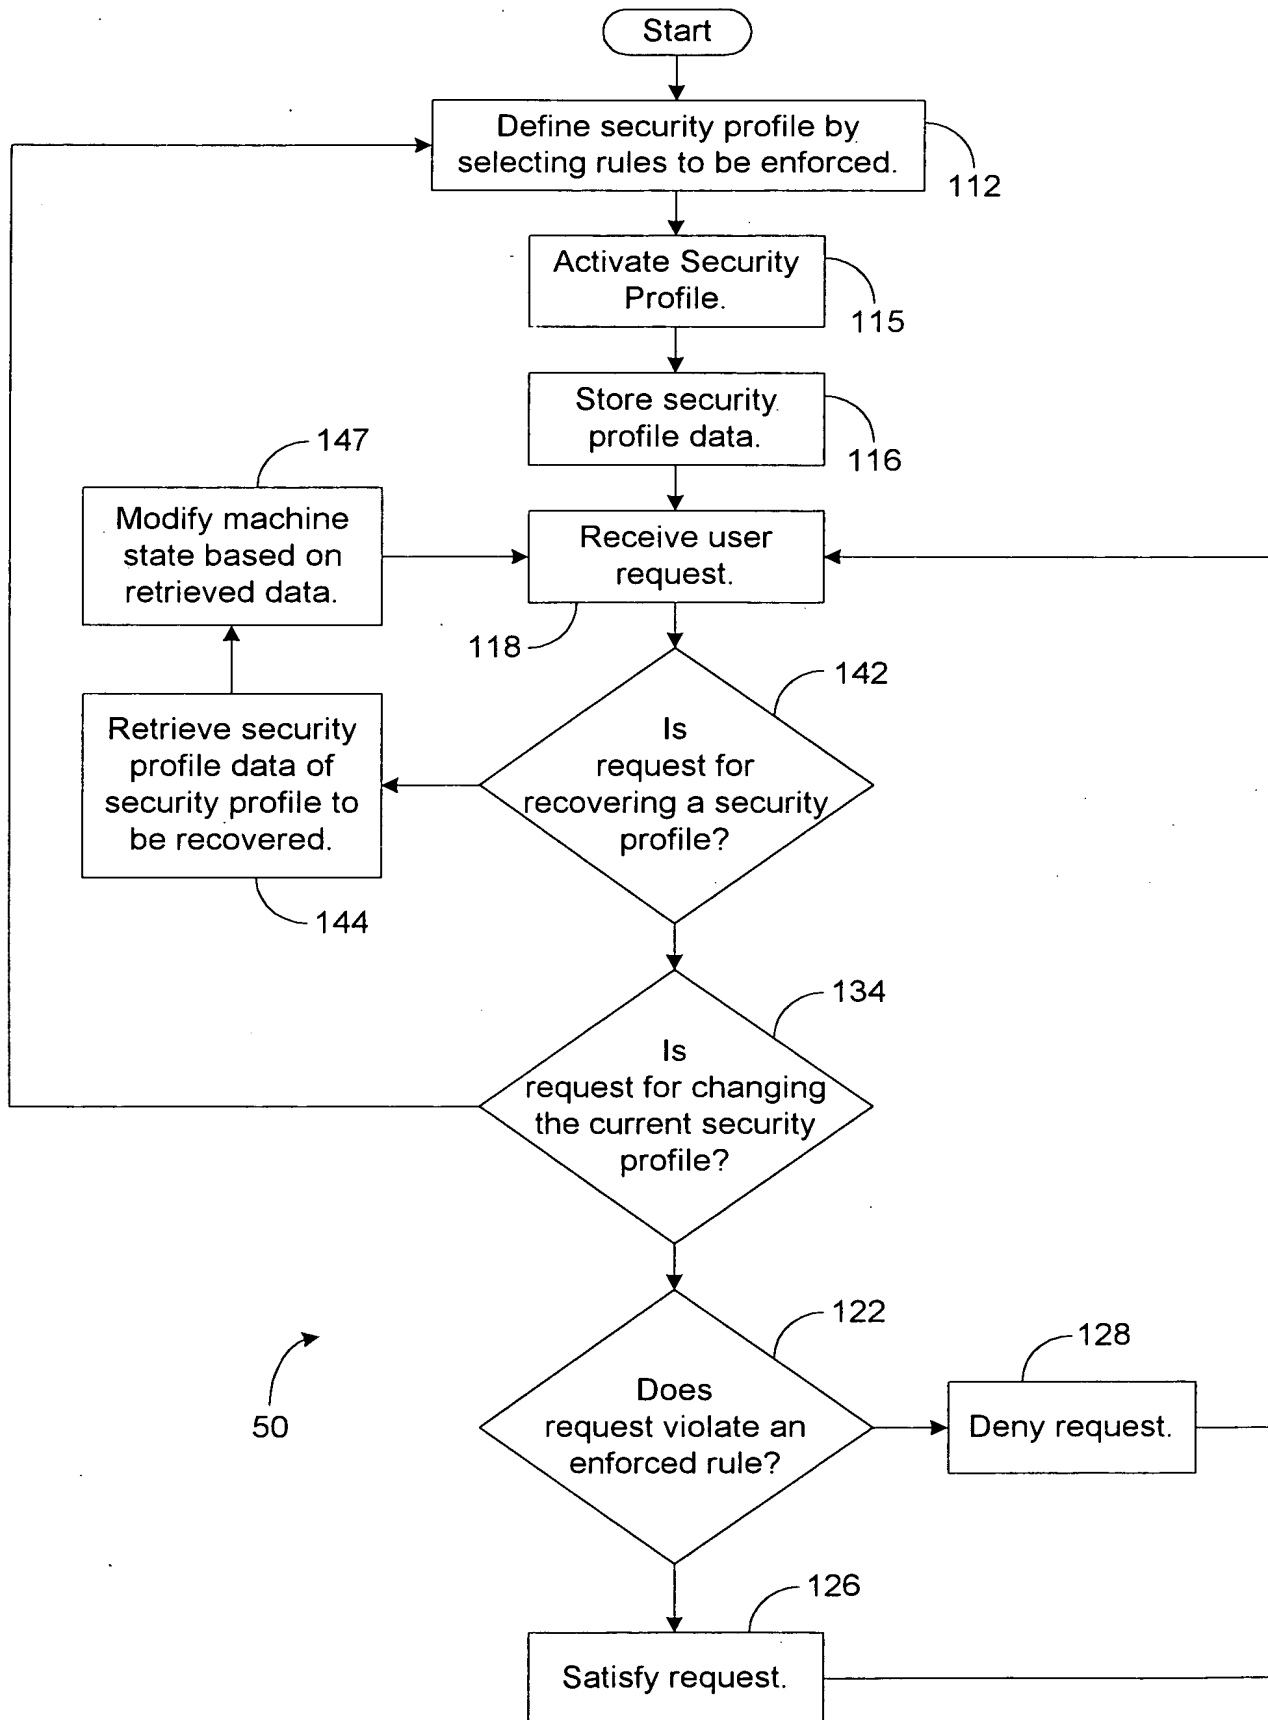 Start
Define security profile by
selecting rules to be enforced.
112
Activate Security
Profile.
115
Store security
profile data.
116
147
Modify machine
state based on
retrieved data.
Receive user
request.
118
142
Is
request for
recovering a security
profile?
Retrieve security
profile data of
security profile to
be recovered.
144
134
Is
request for changing
the current security
profile?
122
128
Does
request violate an
enforced rule?
Deny request.
50
126
Satisfy request.